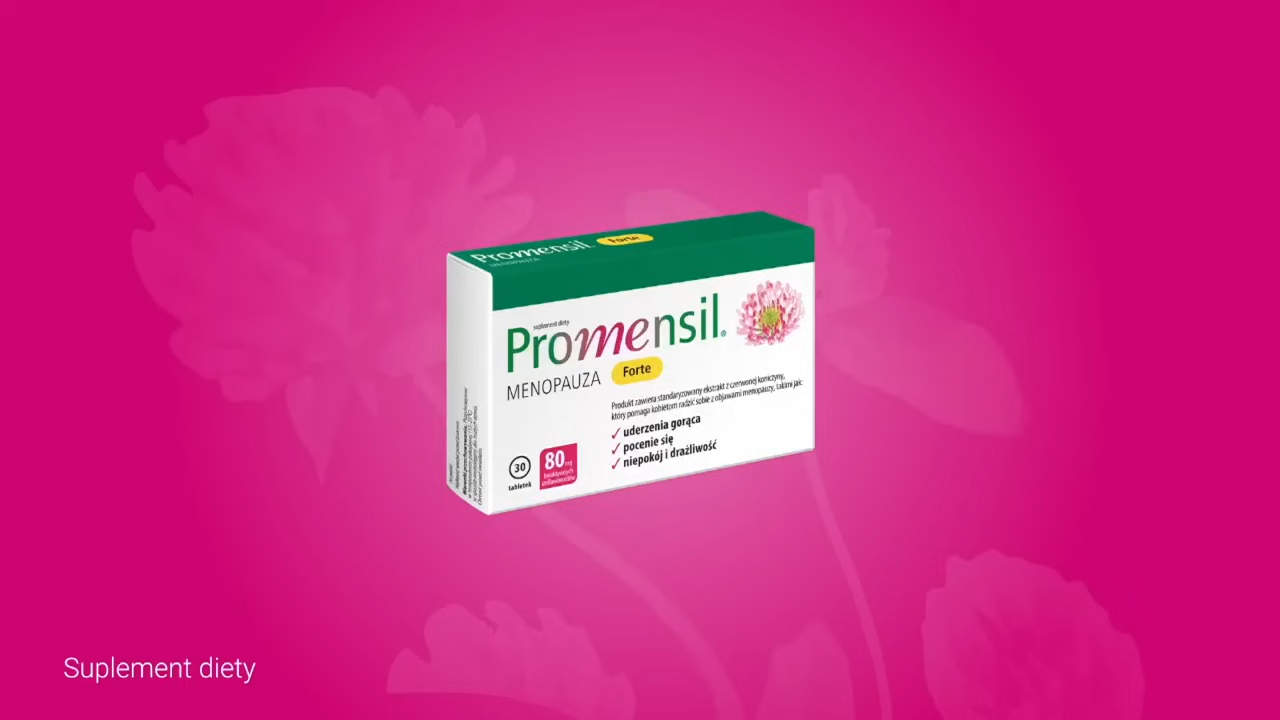 Promensil Forte
MENOPAUZA
suplement diety
Promensil®
MENOPAUZA Forte
Produkt zawiera standaryzowany ekstrakt z czerwonej koniczyny,
który pomaga kobietom radzić sobie z objawami menopauzy, takimi jak:
✓ uderzenia gorąca
✓ pocenie się
✓ niepokój i drażliwość
30
tabletek
80 mg
Suplement diety